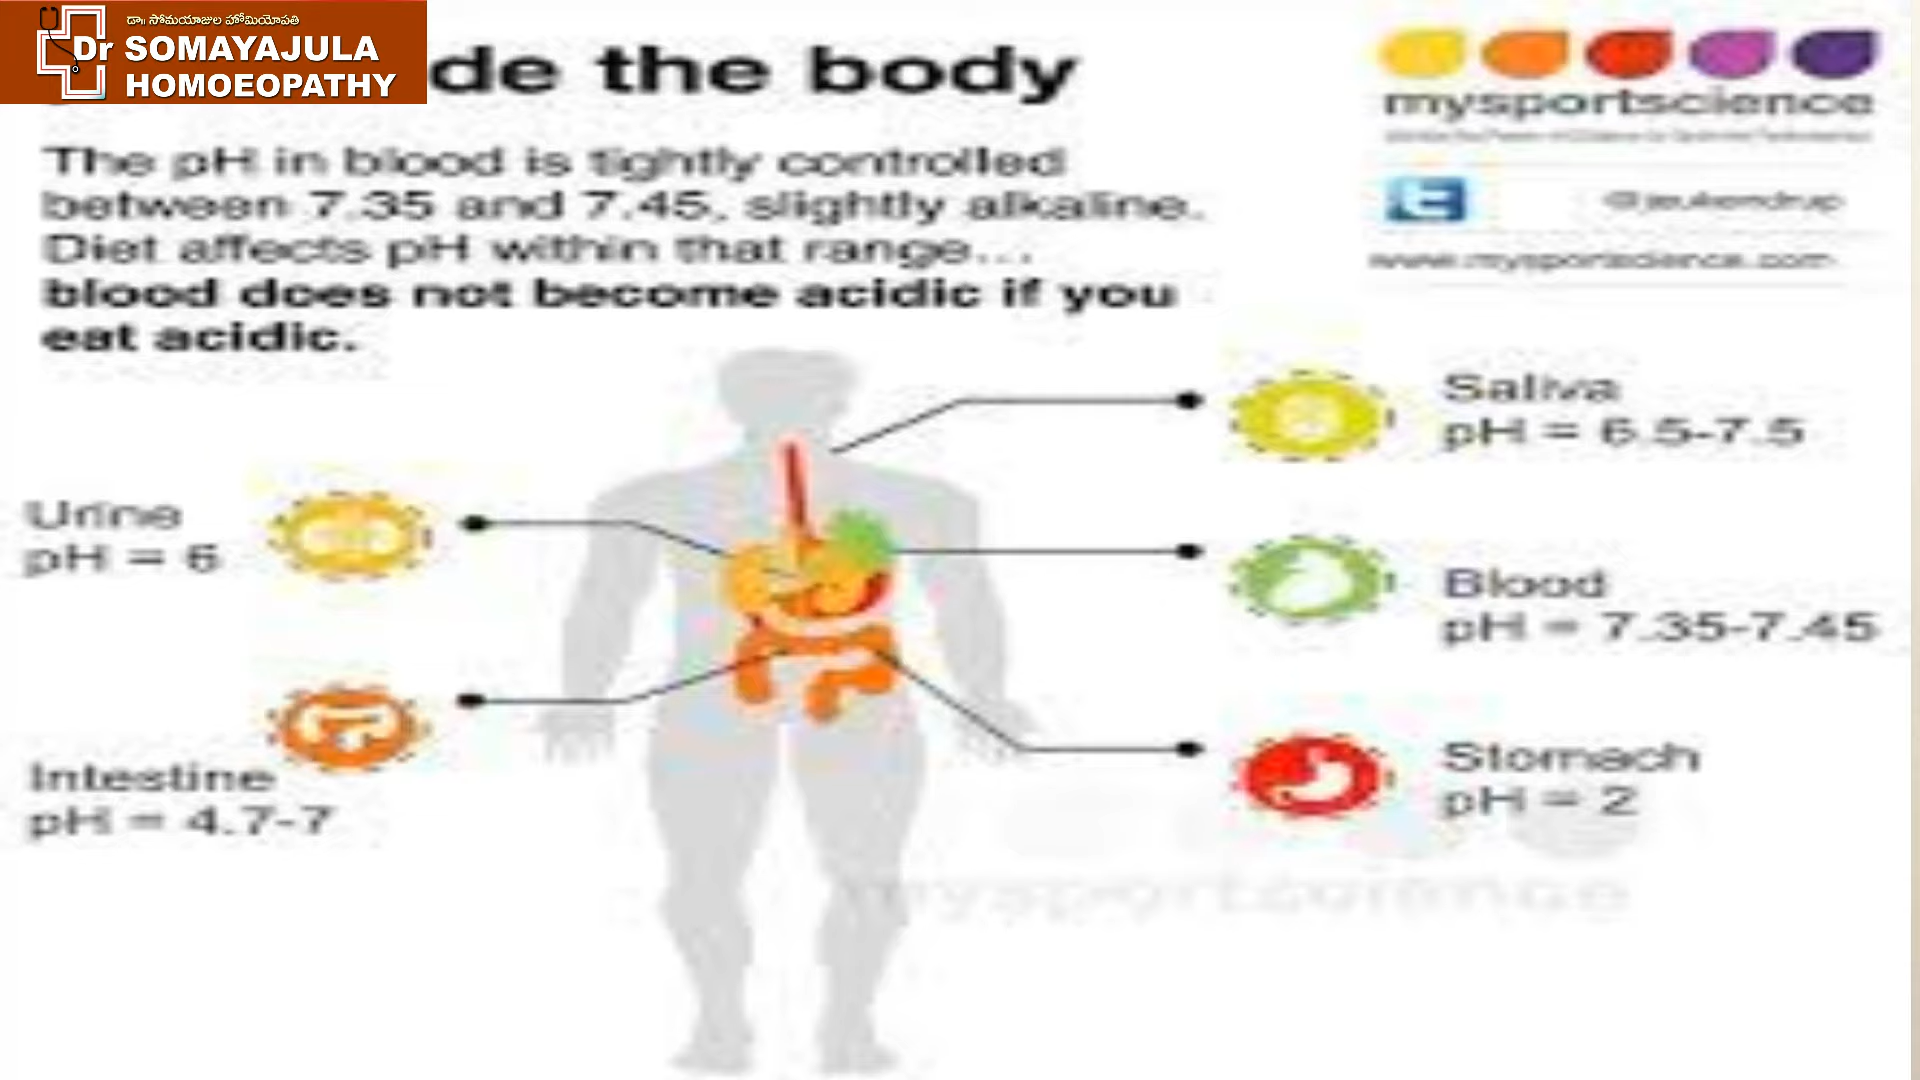 డా॥ సోమయాజుల హోమియోపతి
Dr SOMAYAJULA
HOMOEOPATHY
de the body
The pH in blood is tightly controlled
between 7.35 and 7.45, slightly alkaline.
Diet affects pH within that range...
blood does not become acidic if you
eat acidic.
mysportscience
@jeukendrup
www.mysportscience.com
Saliva
pH = 6.5-7.5
Urine
pH = 6
Blood
pH = 7.35-7.45
Intestine
pH = 4.7-7
Stomach
pH = 2
mysportscience